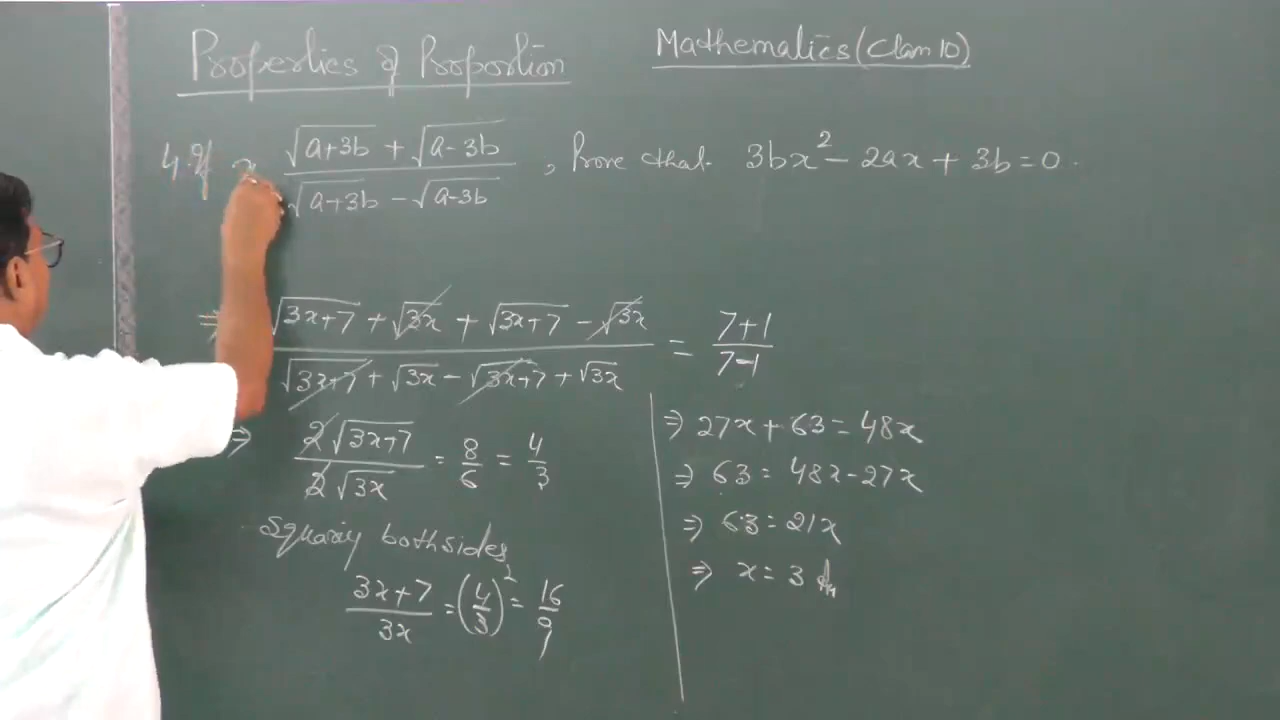 Properties of Proportion
Mathematics (Class 10)
4. If x (√(a+3b) + √(a-3b))/(√(a+3b) - √(a-3b)), Prove that 3bx² - 2ax + 3b = 0.
⇒ (√(3x+7) + √(3x) + √(3x+7) - √(3x))/(√(3x+7) + √(3x) - √(3x+7) + √(3x)) = (7+1)/(7-1)
⇒ 2√(3x+7)/2√(3x) = 8/6 = 4/3
Squaring both sides
(3x+7)/3x = (4/3)² = 16/9
⇒ 27x + 63 = 48x
⇒ 63 = 48x - 27x
⇒ 63 = 21x
⇒ x = 3 Ans